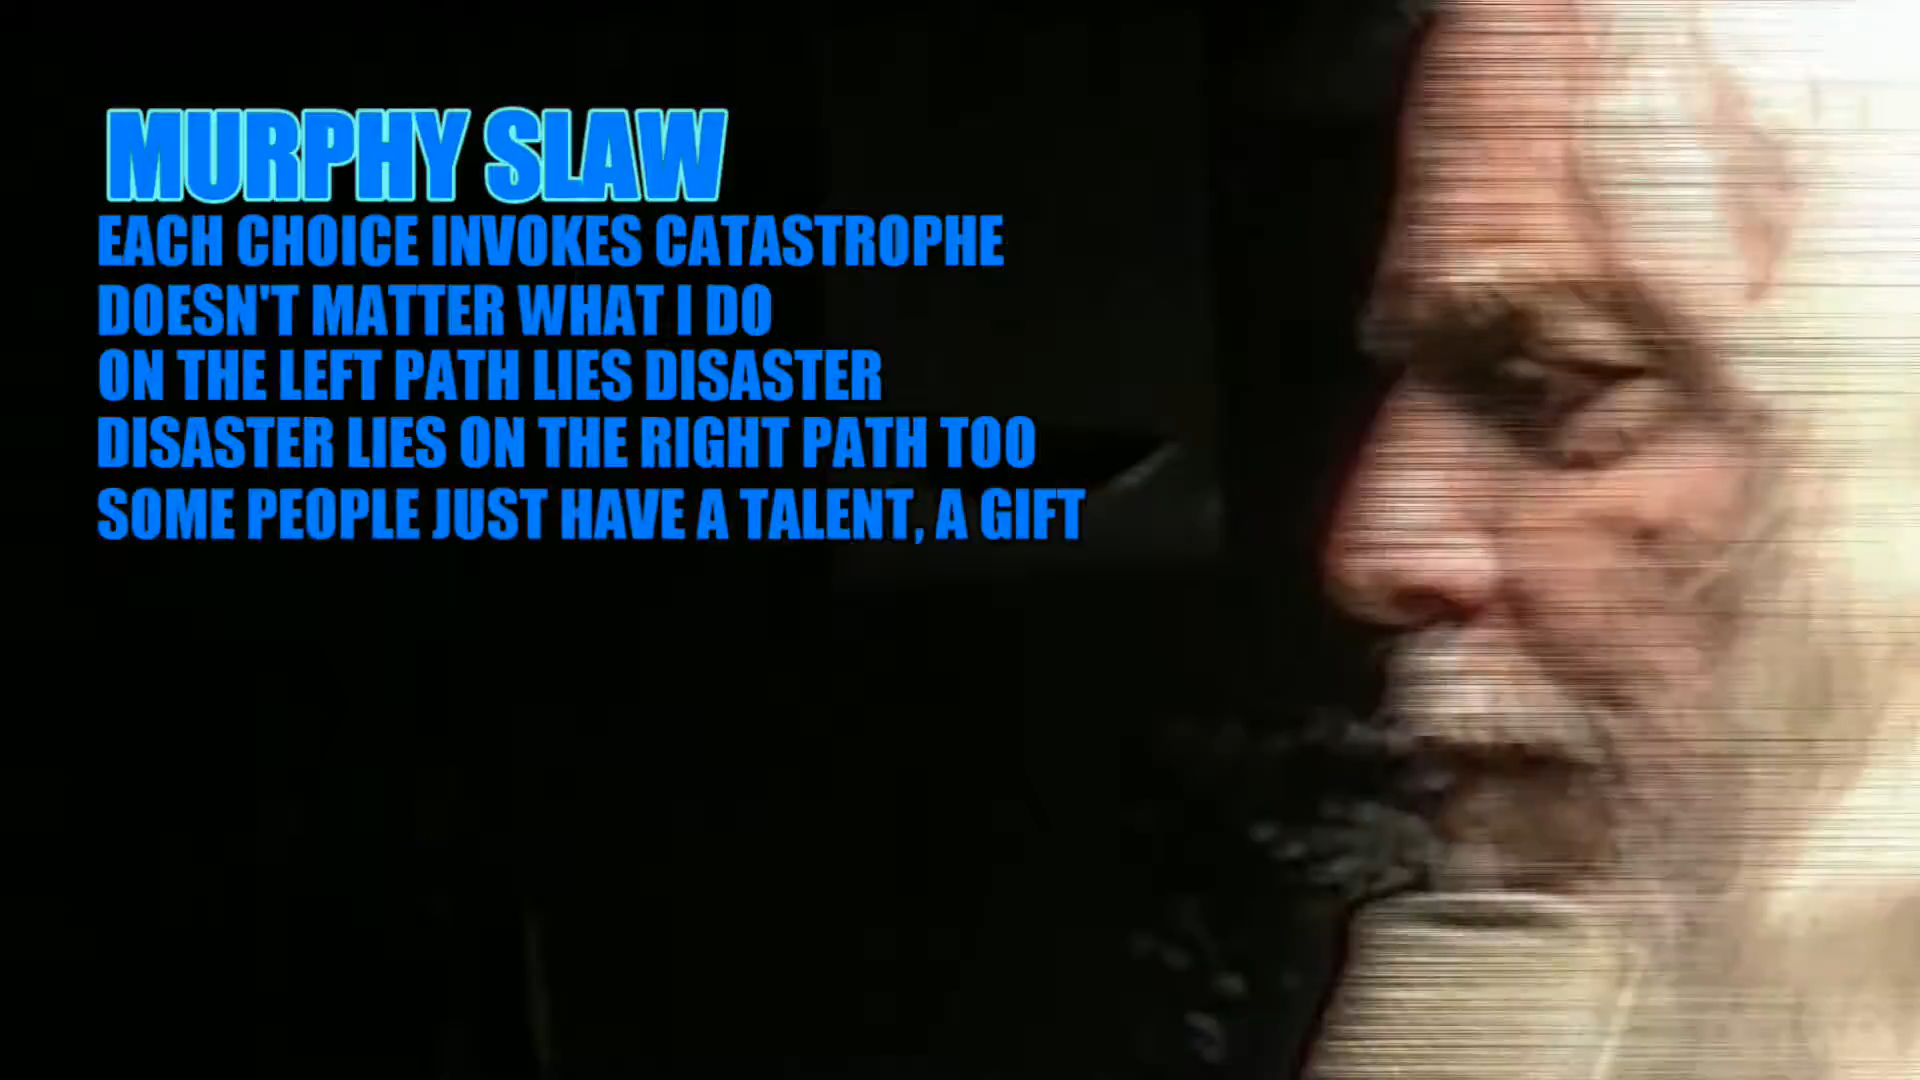 MURPHY SLAW
EACH CHOICE INVOKES CATASTROPHE
DOESN'T MATTER WHAT I DO
ON THE LEFT PATH LIES DISASTER
DISASTER LIES ON THE RIGHT PATH TOO
SOME PEOPLE JUST HAVE A TALENT, A GIFT